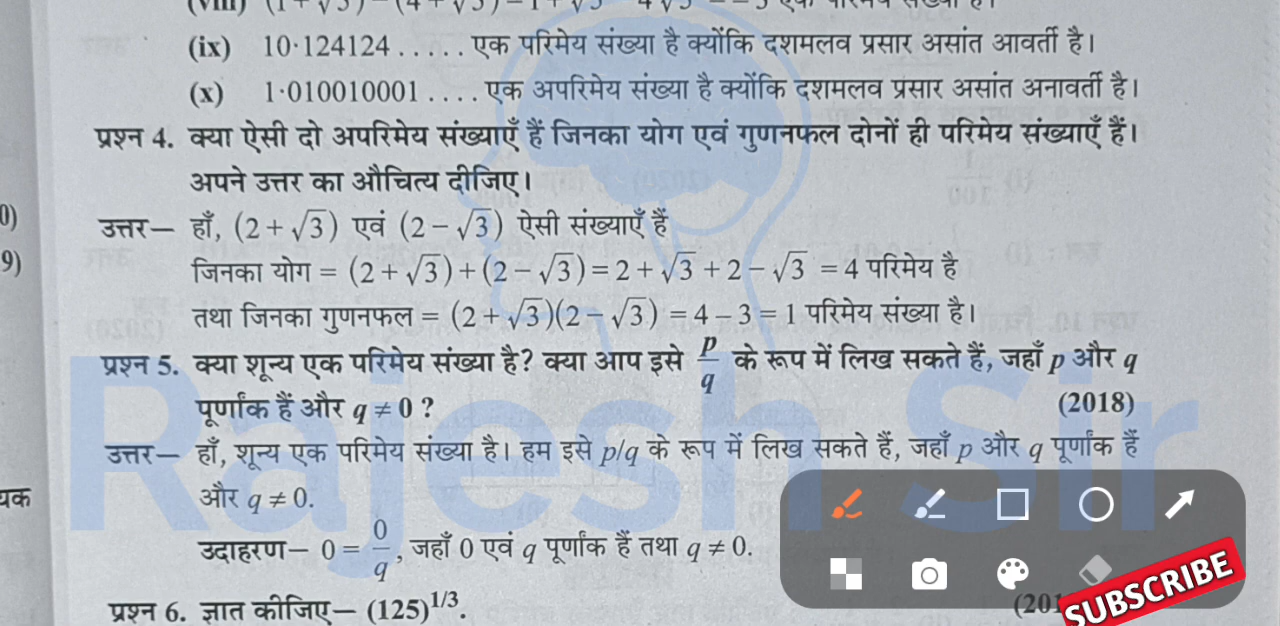 (viii)
(ix) 10·124124 . . . . . . एक परिमेय संख्या है क्योंकि दशमलव प्रसार असांत आवर्ती है।
(x) 1·010010001 . . . . एक अपरिमेय संख्या है क्योंकि दशमलव प्रसार असांत अनावर्ती है।
प्रश्न 4. क्या ऐसी दो अपरिमेय संख्याएँ हैं जिनका योग एवं गुणनफल दोनों ही परिमेय संख्याएँ हैं।
अपने उत्तर का औचित्य दीजिए।
0)
उत्तर— हाँ, (2 + √3) एवं (2 − √3) ऐसी संख्याएँ हैं
9)
जिनका योग = (2 + √3) + (2 − √3) = 2 + √3 + 2 − √3 = 4 परिमेय है
तथा जिनका गुणनफल = (2 + √3)(2 − √3) = 4 − 3 = 1 परिमेय संख्या है।
प्रश्न 5. क्या शून्य एक परिमेय संख्या है? क्या आप इसे p/q के रूप में लिख सकते हैं, जहाँ p और q
पूर्णांक हैं और q ≠ 0 ? (2018)
Rajesh Sir
उत्तर— हाँ, शून्य एक परिमेय संख्या है। हम इसे p/q के रूप में लिख सकते हैं, जहाँ p और q पूर्णांक हैं
और q ≠ 0.
उदाहरण— 0 = 0/q, जहाँ 0 एवं q पूर्णांक हैं तथा q ≠ 0.
प्रश्न 6. ज्ञात कीजिए— (125)^1/3. (201
SUBSCRIBE